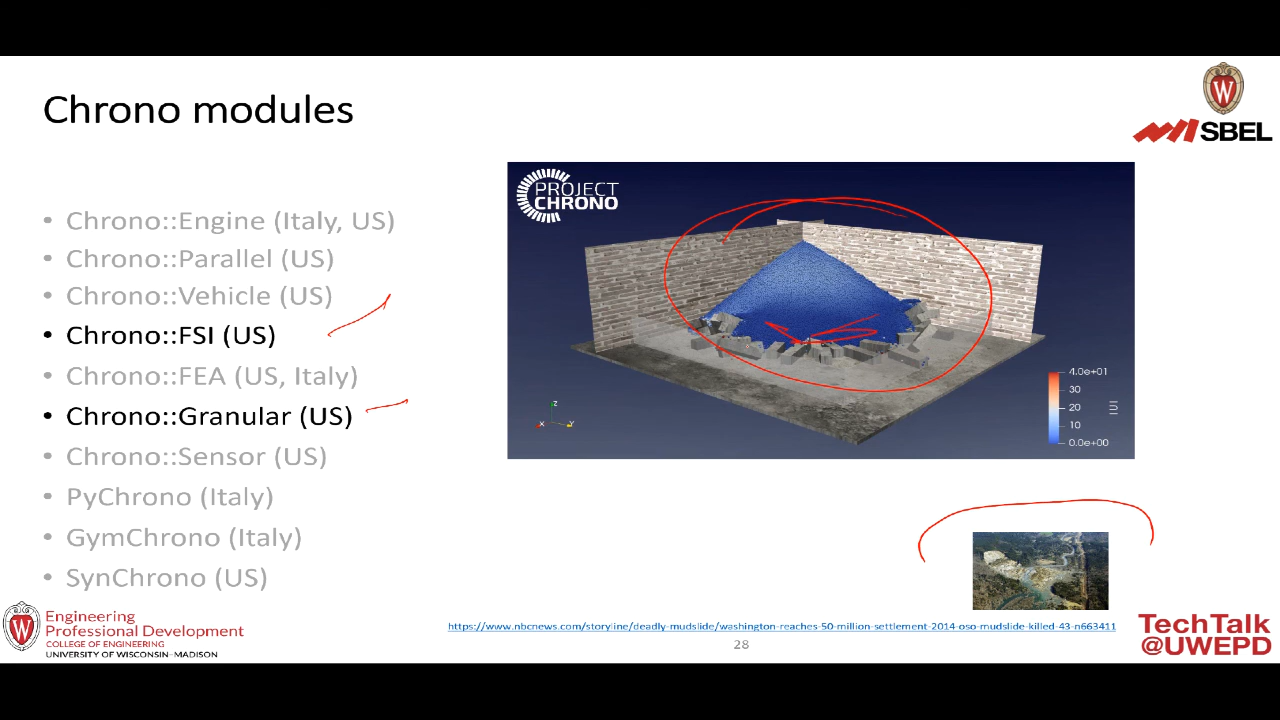 Chrono modules
W
SBEL
• Chrono::Engine (Italy, US)
• Chrono::Parallel (US)
• Chrono::Vehicle (US)
• Chrono::FSI (US)
• Chrono::FEA (US, Italy)
• Chrono::Granular (US)
• Chrono::Sensor (US)
• PyChrono (Italy)
• GymChrono (Italy)
• SynChrono (US)
PROJECT
CHRONO
z
x
y
4.0e+01
30
20
10
0.0e+00
|U|
W
Engineering
Professional Development
COLLEGE OF ENGINEERING
UNIVERSITY OF WISCONSIN–MADISON
https://www.nbcnews.com/storyline/deadly-mudslide/washington-reaches-50-million-settlement-2014-oso-mudslide-killed-43-n663411
28
TechTalk
@UWEPD